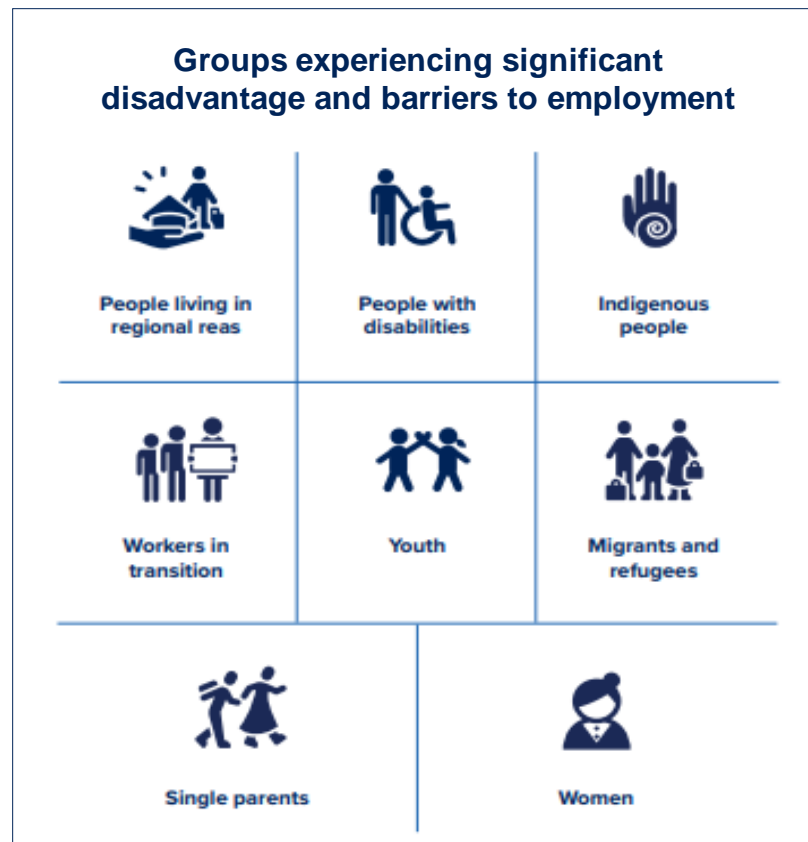 Groups experiencing significant
disadvantage and barriers to employment
People living in
regional reas
People with
disabilities
Indigenous
people
Workers in
transition
Youth
Migrants and
refugees
Single parents
Women